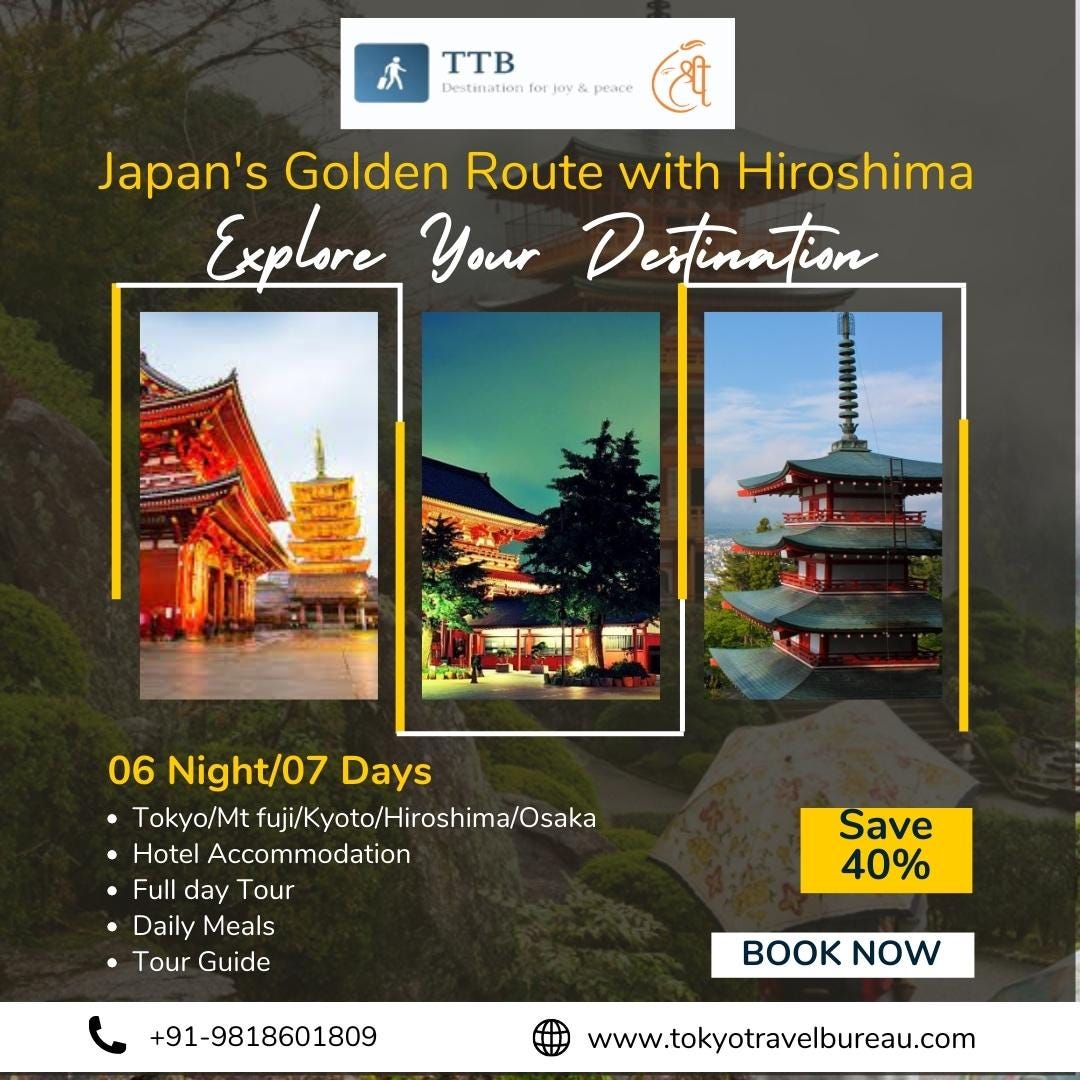 TTB
Destination for joy & peace
श्री
Japan's Golden Route with Hiroshima
Explore Your Destination
06 Night/07 Days
• Tokyo/Mt fuji/Kyoto/Hiroshima/Osaka
• Hotel Accommodation
• Full day Tour
• Daily Meals
• Tour Guide
Save
40%
BOOK NOW
+91-9818601809
www.tokyotravelbureau.com